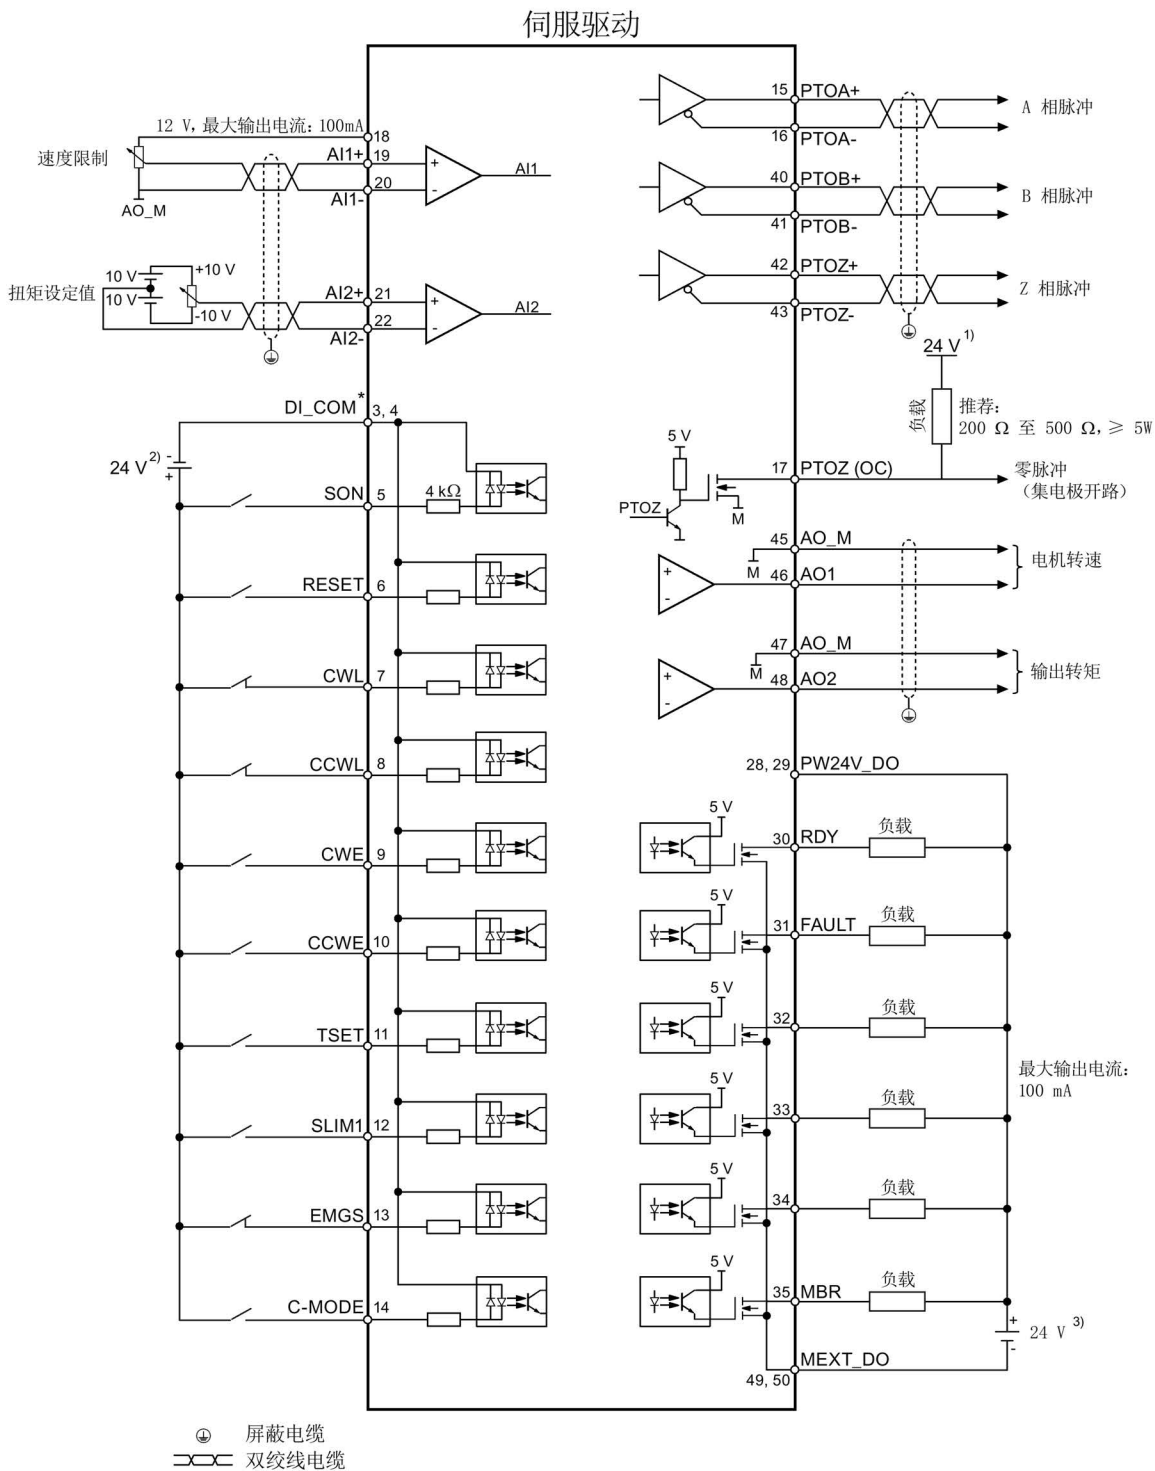 伺服驱动
12 V，最大输出电流：100mA
18
速度限制
AI1+
19
20
AI1-
AO_M
+
-
AI1
10 V
10 V
+10 V
-10 V
扭矩设定值
AI2+
21
22
AI2-
+
-
AI2
DI_COM*
3, 4
24 V 2)
-
+
SON
5
4 kΩ
RESET
6
CWL
7
CCWL
8
CWE
9
CCWE
10
TSET
11
SLIM1
12
EMGS
13
C-MODE
14
15
PTOA+
16
PTOA-
A 相脉冲
40
PTOB+
41
PTOB-
B 相脉冲
42
PTOZ+
43
PTOZ-
Z 相脉冲
24 V 1)
负载
推荐：
200 Ω 至 500 Ω，≥ 5W
5 V
PTOZ
M
17
PTOZ (OC)
零脉冲
（集电极开路）
45
AO_M
M
46
AO1
+
-
电机转速
47
AO_M
M
48
AO2
+
-
输出转矩
28, 29
PW24V_DO
5 V
30
RDY
负载
5 V
31
FAULT
负载
5 V
32
负载
最大输出电流：
100 mA
5 V
33
负载
5 V
34
负载
5 V
35
MBR
负载
+
24 V 3)
-
MEXT_DO
49, 50
屏蔽电缆
双绞线电缆